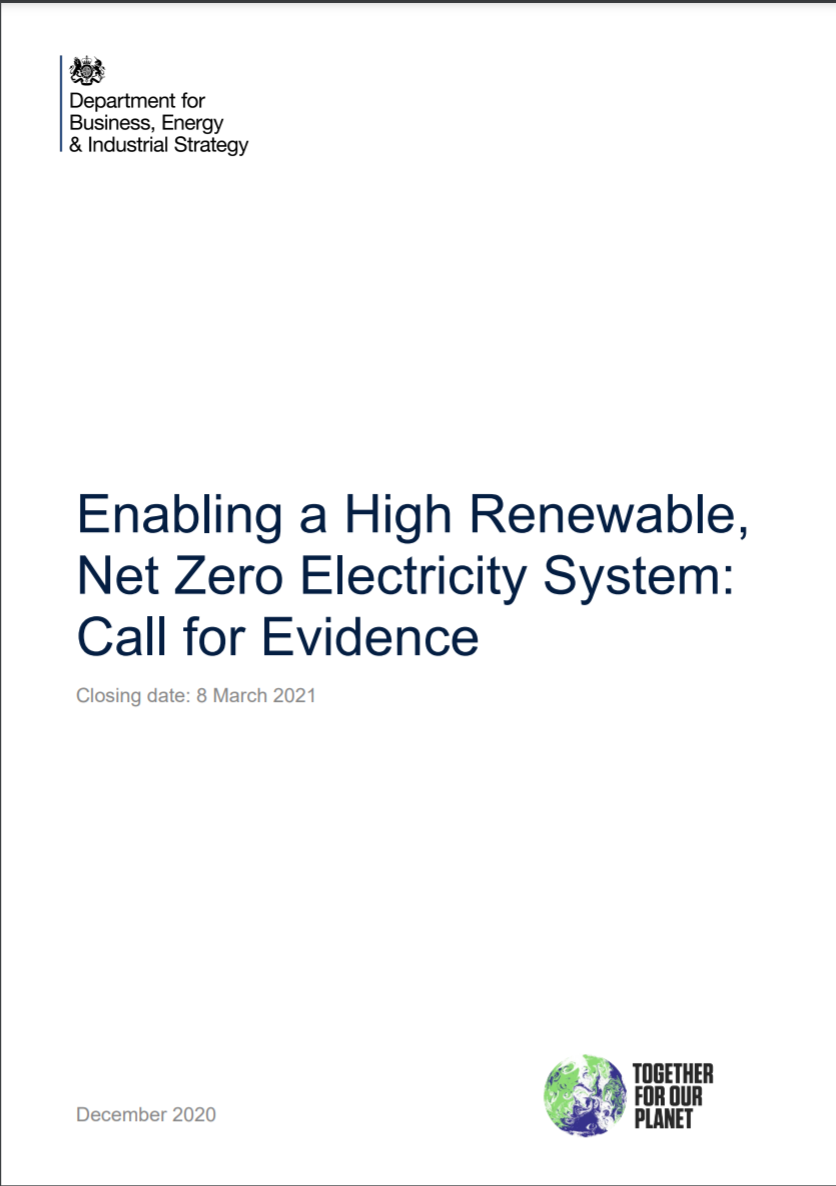 Department for
Business, Energy
& Industrial Strategy
Enabling a High Renewable,
Net Zero Electricity System:
Call for Evidence
Closing date: 8 March 2021
December 2020
TOGETHER
FOR OUR
PLANET